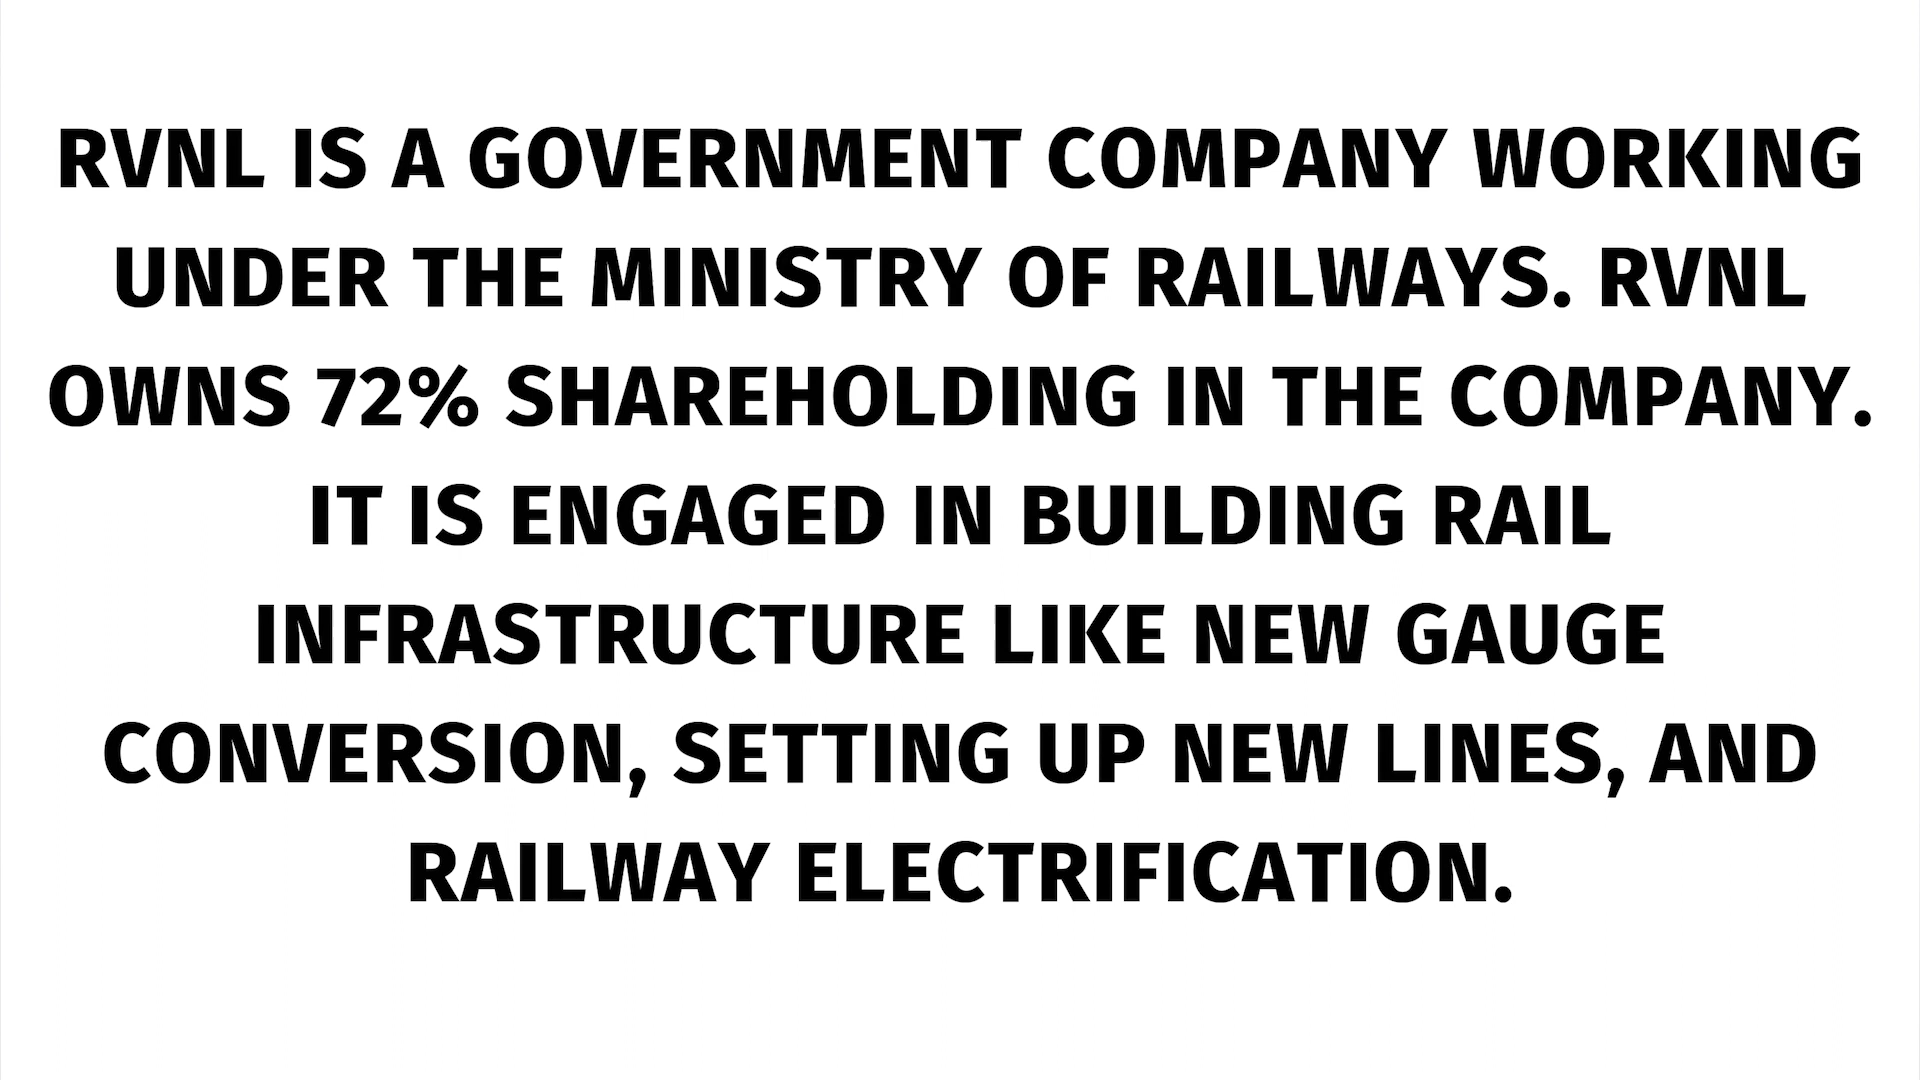 RVNL IS A GOVERNMENT COMPANY WORKING
UNDER THE MINISTRY OF RAILWAYS. RVNL
OWNS 72% SHAREHOLDING IN THE COMPANY.
IT IS ENGAGED IN BUILDING RAIL
INFRASTRUCTURE LIKE NEW GAUGE
CONVERSION, SETTING UP NEW LINES, AND
RAILWAY ELECTRIFICATION.